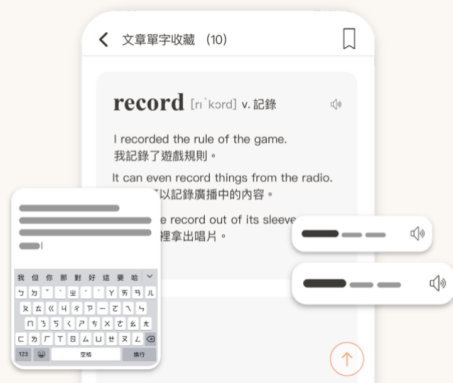 文章單字收藏 (10)
record [rɪˋkɔrd] v. 記錄
I recorded the rule of the game.
我記錄了遊戲規則。
It can even record things from the radio.
以記錄廣播中的內容。
record out of its sleeve
裡拿出唱片。
我 但 你 那 對 好 這 要 哈
123 空格 換行